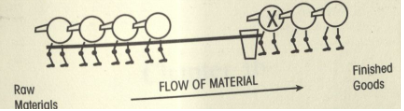 X
Raw
Materials
FLOW OF MATERIAL
Finished
Goods